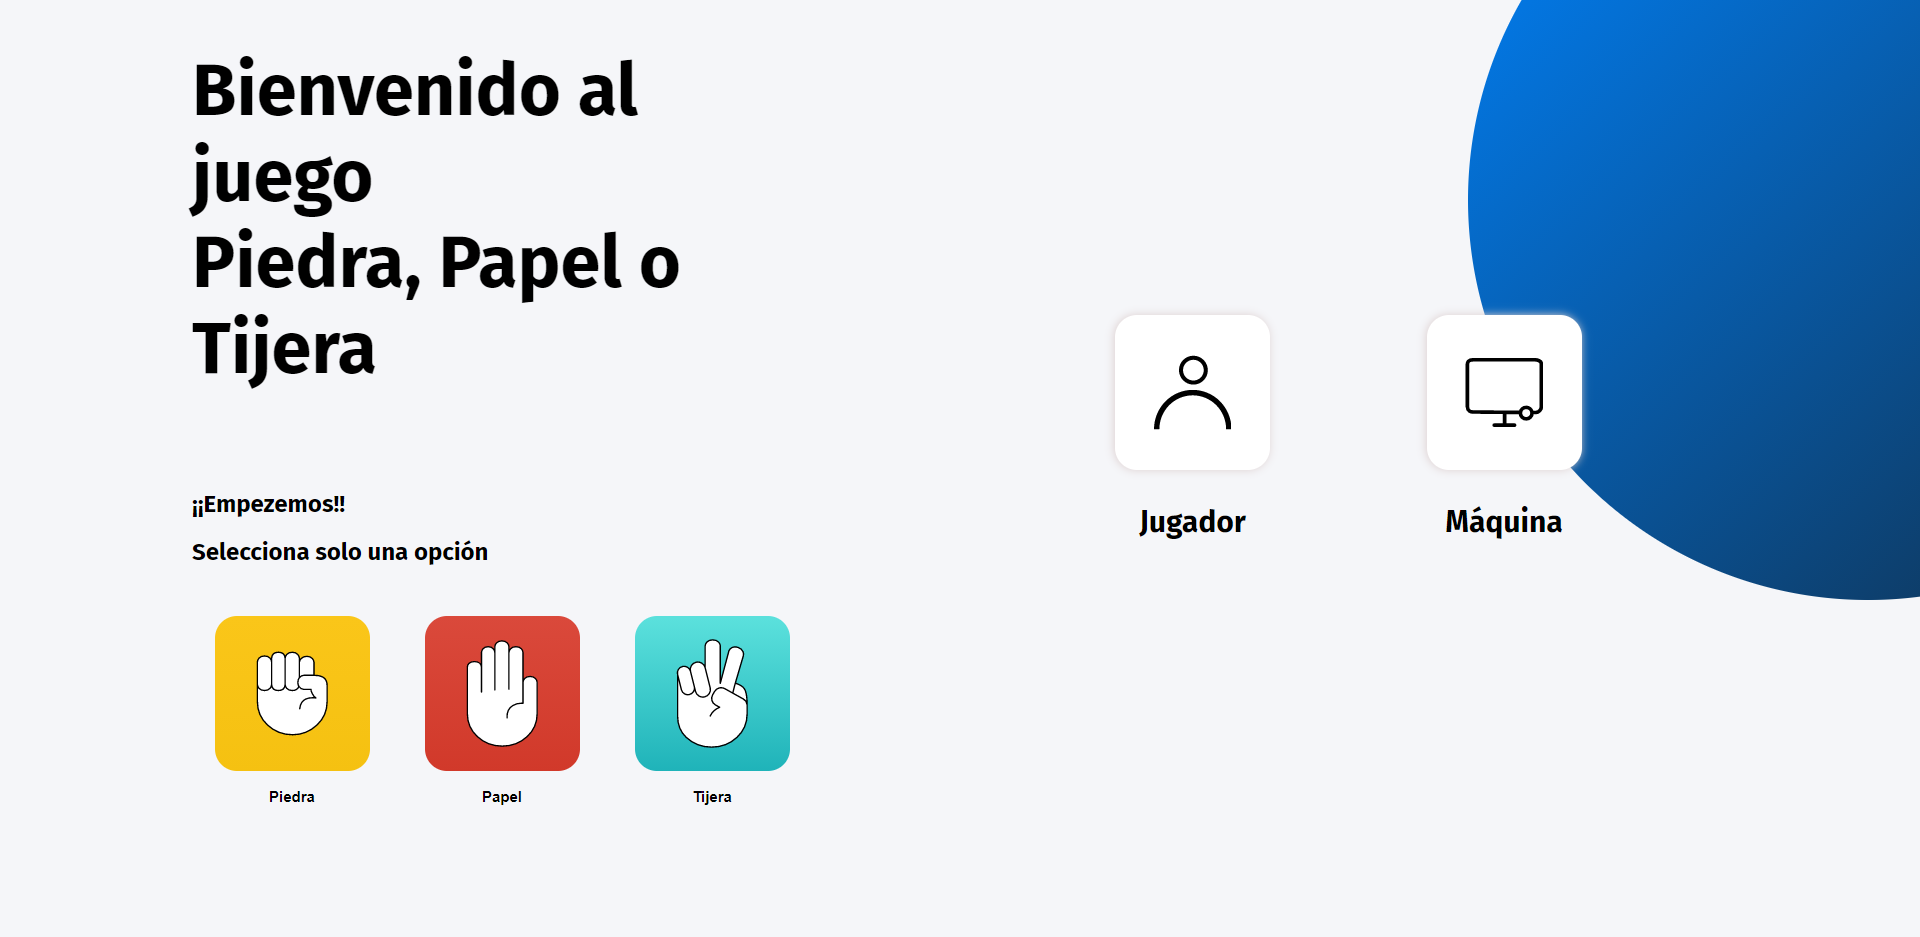 Bienvenido al
juego
Piedra, Papel o
Tijera
¡¡Empezemos!!
Selecciona solo una opción
Piedra
Papel
Tijera
Jugador
Máquina